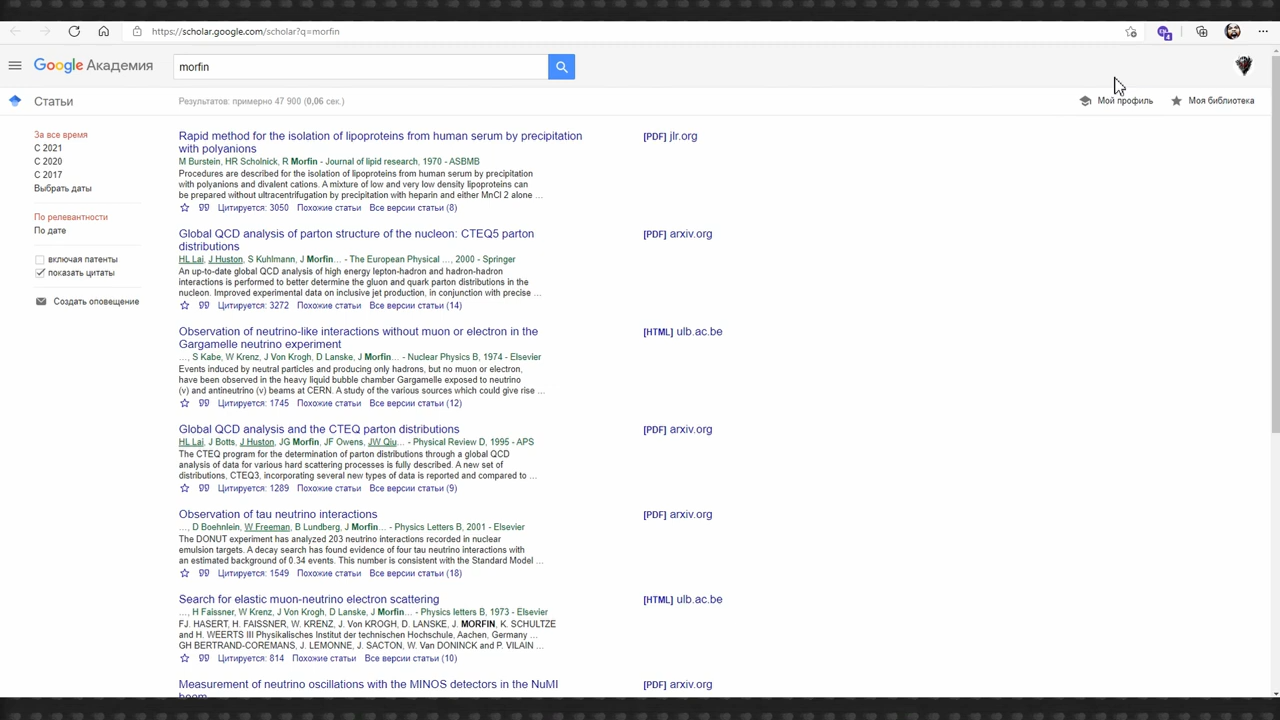 https://scholar.google.com/scholar?q=morfin
Google Академия
morfin
Статьи
Результатов: примерно 47 900 (0,06 сек.)
Мой профиль
Моя библиотека
За все время
С 2021
С 2020
С 2017
Выбрать даты
По релевантности
По дате
включая патенты
показать цитаты
Создать оповещение
Rapid method for the isolation of lipoproteins from human serum by precipitation
with polyanions
[PDF] jlr.org
M Burstein, HR Scholnick, R Morfin - Journal of lipid research, 1970 - ASBMB
Procedures are described for the isolation of lipoproteins from human serum by precipitation
with polyanions and divalent cations. A mixture of low and very low density lipoproteins can
be prepared without ultracentrifugation by precipitation with heparin and either MnCl 2 alone ...
Цитируется: 3050 Похожие статьи Все версии статьи (8)
Global QCD analysis of parton structure of the nucleon: CTEQ5 parton
distributions
[PDF] arxiv.org
HL Lai, J Huston, S Kuhlmann, J Morfin... - The European Physical ..., 2000 - Springer
An up-to-date global QCD analysis of high energy lepton-hadron and hadron-hadron
interactions is performed to better determine the gluon and quark parton distributions in the
nucleon. Improved experimental data on inclusive jet production, in conjunction with precise ...
Цитируется: 3272 Похожие статьи Все версии статьи (14)
Observation of neutrino-like interactions without muon or electron in the
Gargamelle neutrino experiment
[HTML] ulb.ac.be
..., S Kabe, W Krenz, J Von Krogh, D Lanske, J Morfin... - Nuclear Physics B, 1974 - Elsevier
Events induced by neutral particles and producing only hadrons, but no muon or electron,
have been observed in the heavy liquid bubble chamber Gargamelle exposed to neutrino
(v) and antineutrino (v) beams at CERN. A study of the various sources which could give rise ...
Цитируется: 1745 Похожие статьи Все версии статьи (12)
Global QCD analysis and the CTEQ parton distributions
[PDF] arxiv.org
HL Lai, J Botts, J Huston, JG Morfin, JF Owens, JW Qiu... - Physical Review D, 1995 - APS
The CTEQ program for the determination of parton distributions through a global QCD
analysis of data for various hard scattering processes is fully described. A new set of
distributions, CTEQ3, incorporating several new types of data is reported and compared to ...
Цитируется: 1289 Похожие статьи Все версии статьи (9)
Observation of tau neutrino interactions
[PDF] arxiv.org
..., D Boehnlein, W Freeman, B Lundberg, J Morfin... - Physics Letters B, 2001 - Elsevier
The DONUT experiment has analyzed 203 neutrino interactions recorded in nuclear
emulsion targets. A decay search has found evidence of four tau neutrino interactions with
an estimated background of 0.34 events. This number is consistent with the Standard Model ...
Цитируется: 1549 Похожие статьи Все версии статьи (18)
Search for elastic muon-neutrino electron scattering
[HTML] ulb.ac.be
..., H Faissner, W Krenz, J Von Krogh, D Lanske, J Morfin... - Physics letters B, 1973 - Elsevier
FJ. HASERT, H. FAISSNER, W. KRENZ, J. Von KROGH, D. LANSKE, J. MORFIN, K. SCHULTZE
and H. WEERTS III Physikalisches Institut der technischen Hochschule, Aachen, Germany ...
GH BERTRAND-COREMANS, J. LEMONNE, J. SACTON, W. Van DONINCK and P. VILAIN ...
Цитируется: 814 Похожие статьи Все версии статьи (10)
Measurement of neutrino oscillations with the MINOS detectors in the NuMI
beam
[PDF] arxiv.org